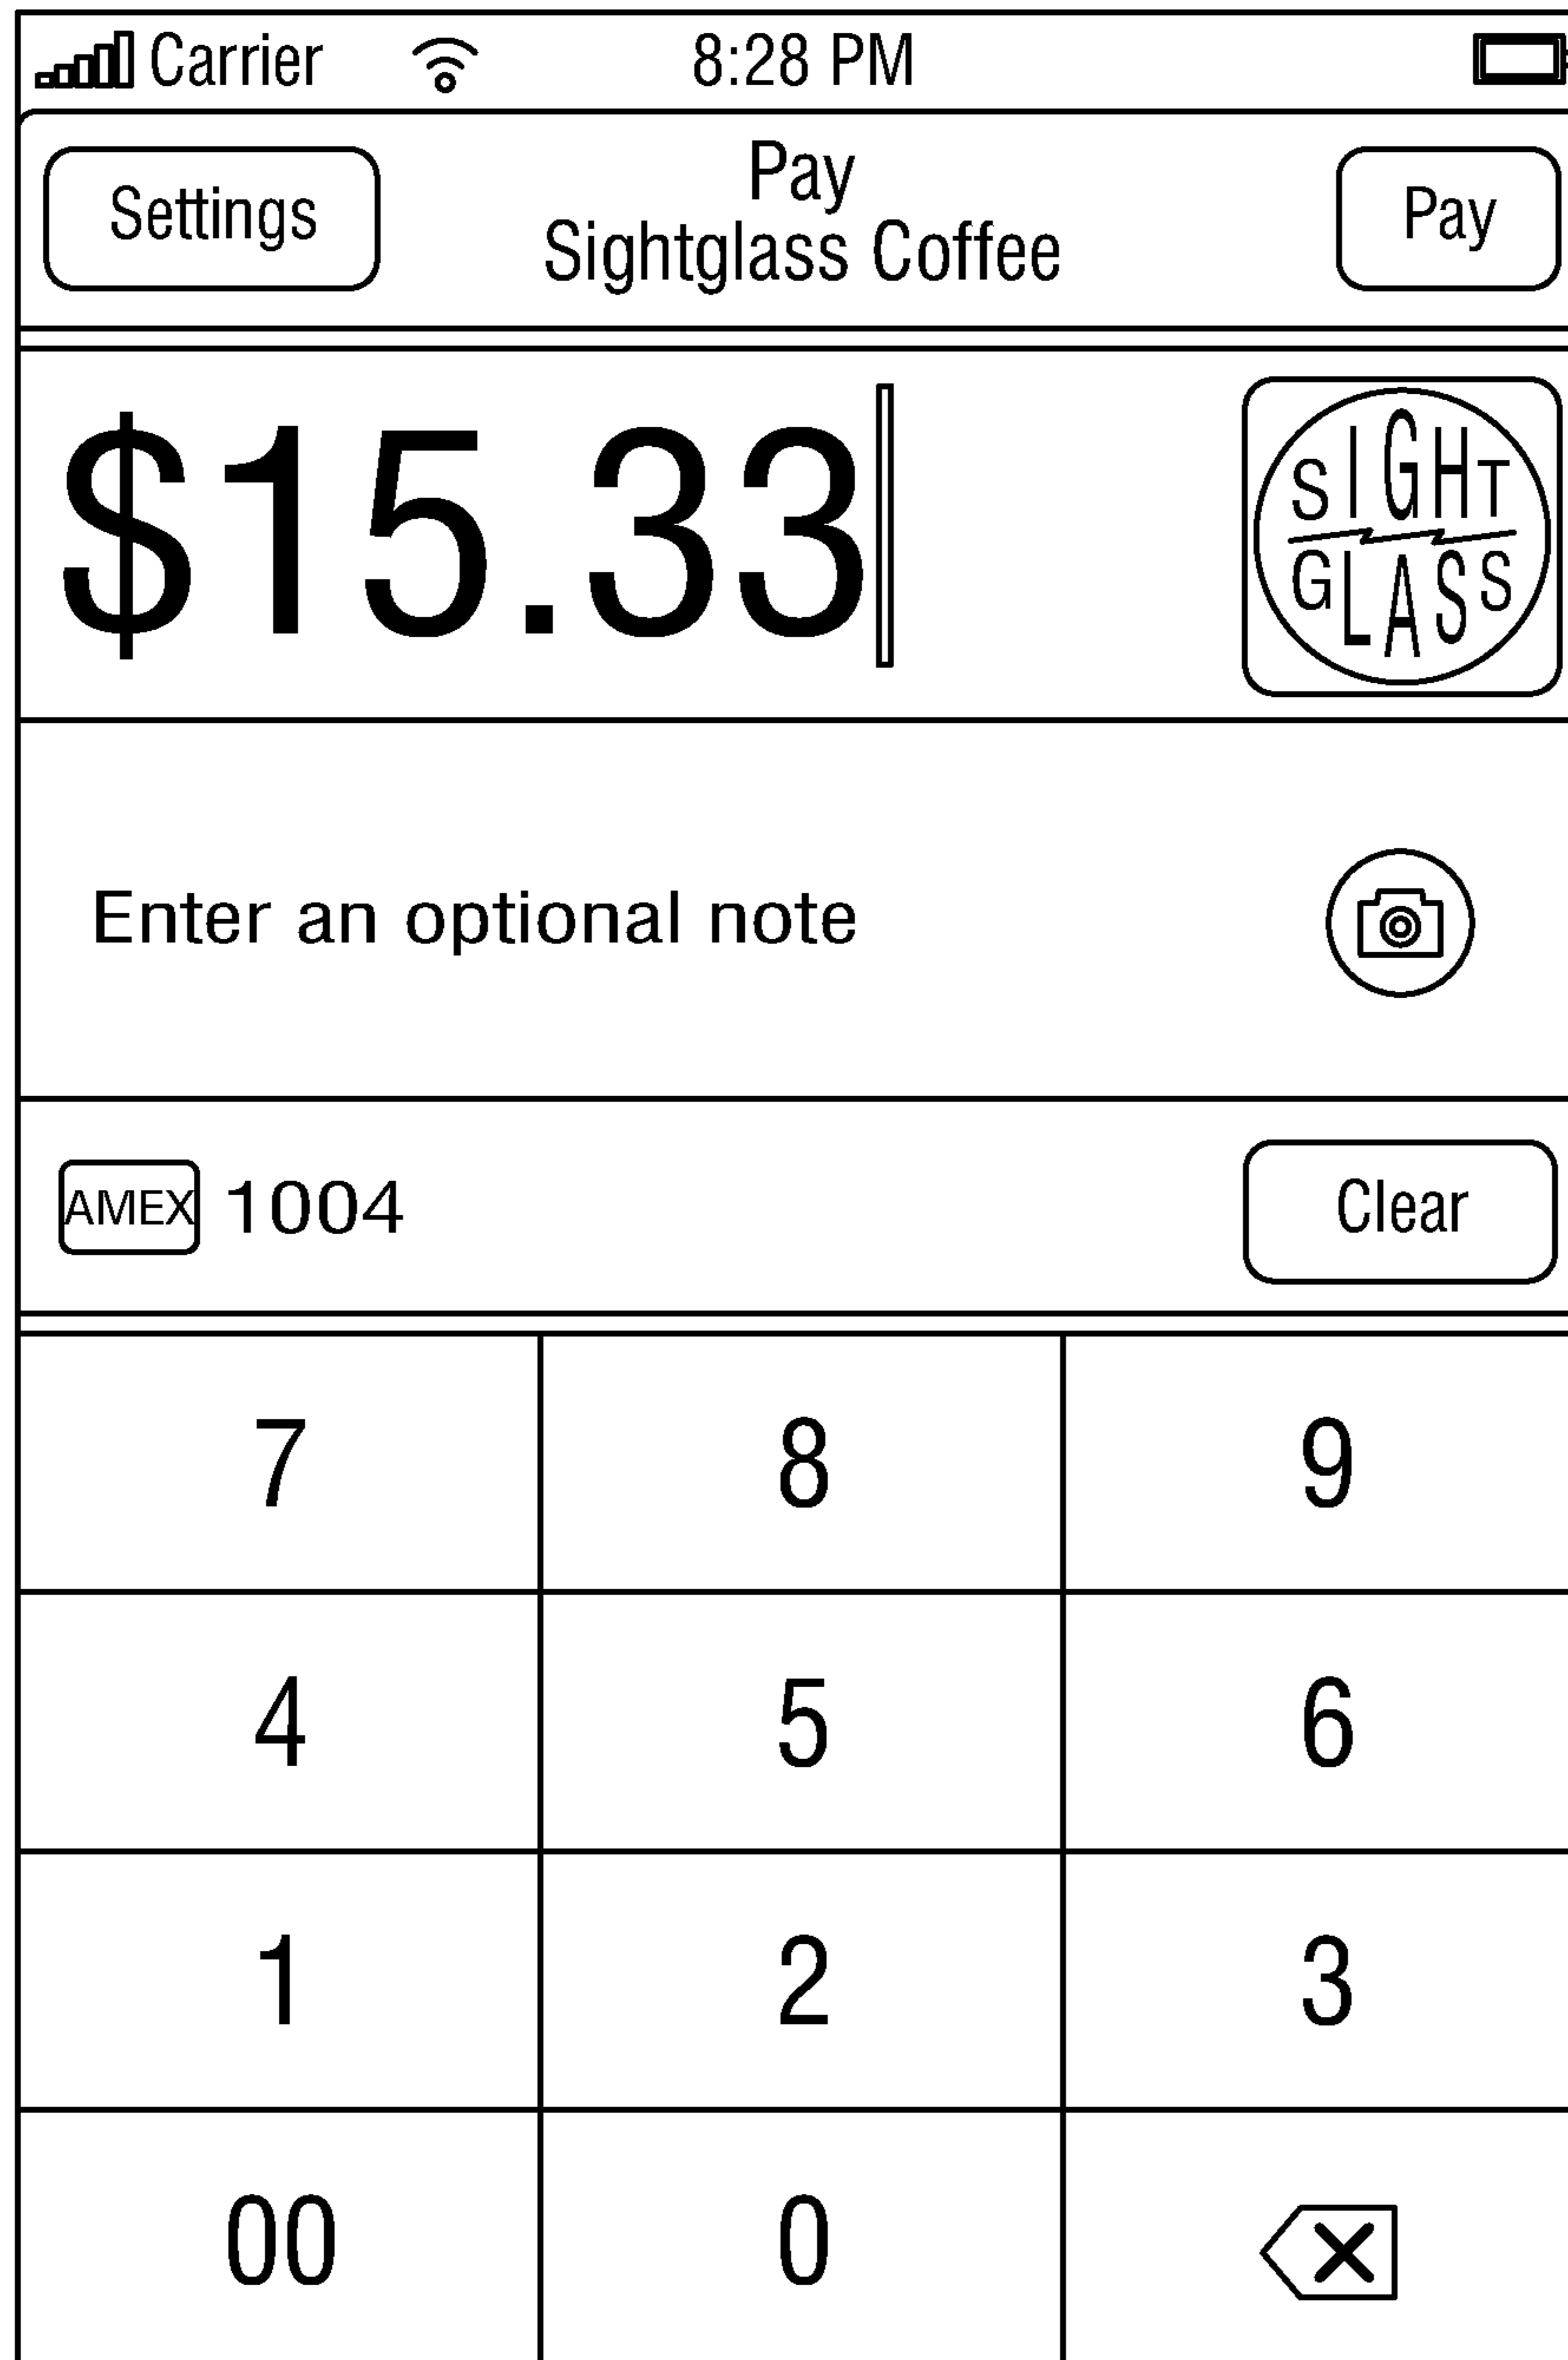 Carrier 8:28 PM
Settings
Pay
Sightglass Coffee
Pay
$15.33
SIGHT
GLASS
Enter an optional note
AMEX 1004
Clear
7 8 9
4 5 6
1 2 3
00 0